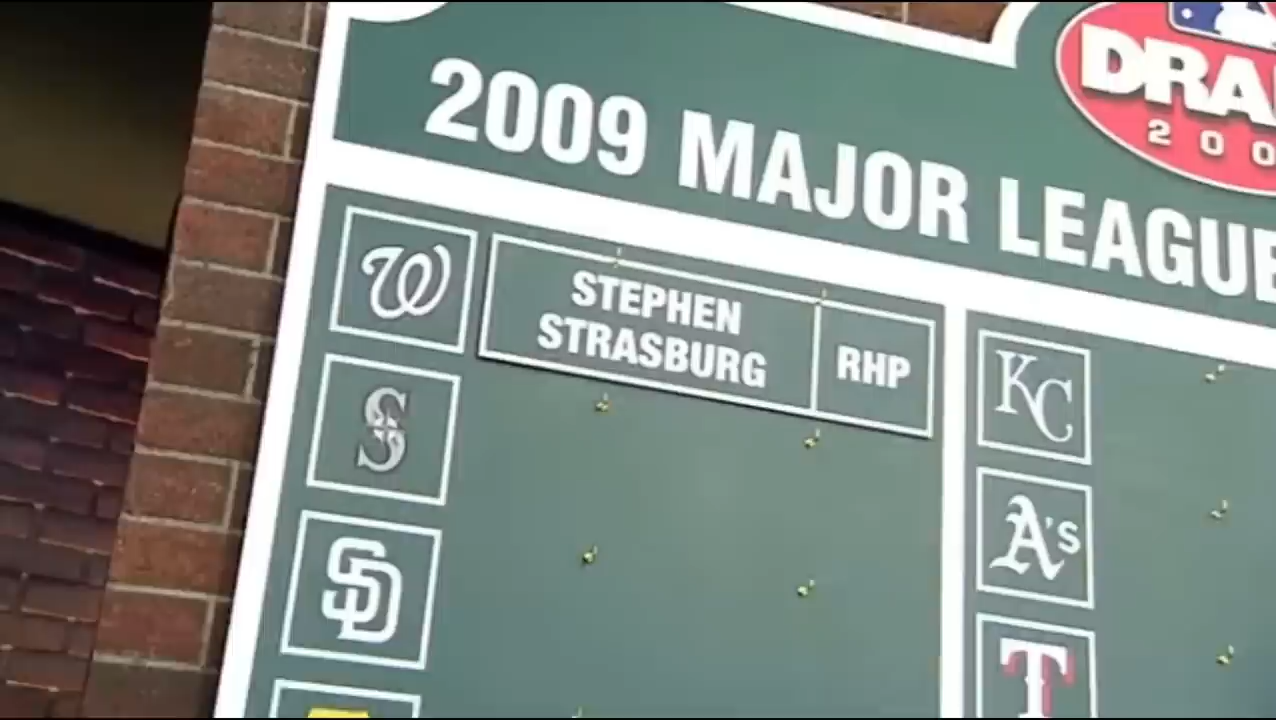 2009 MAJOR LEAGUE
DRA
200
W
STEPHEN
STRASBURG
RHP
S
SD
KC
A's
T